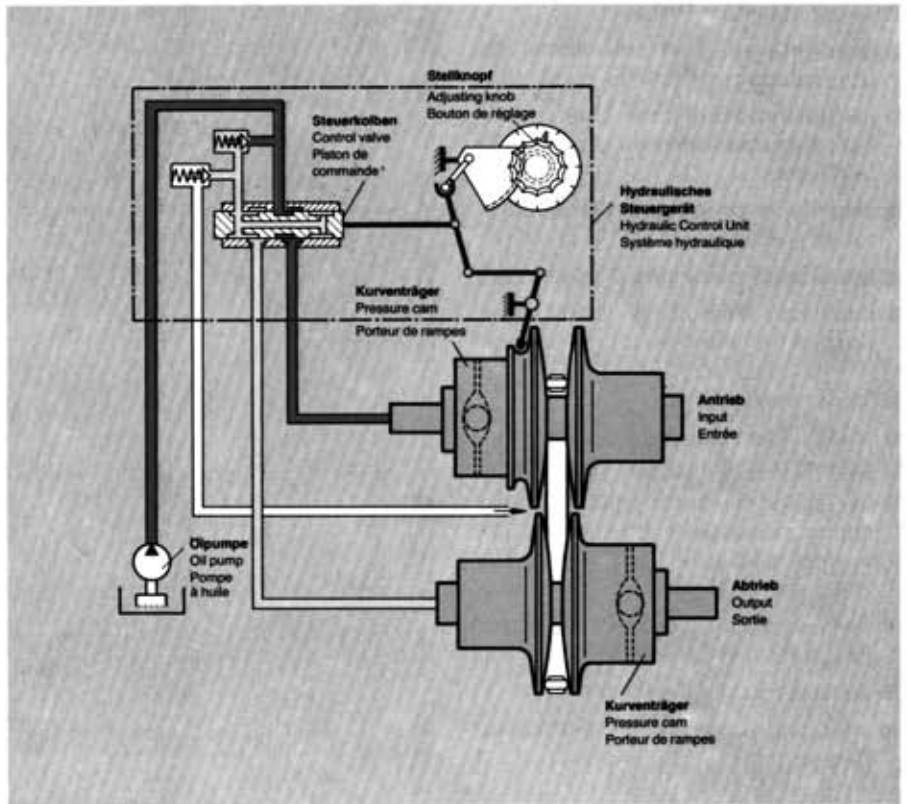 Stellknopf
Adjusting knob
Bouton de réglage
Steuerkolben
Control valve
Piston de
commande
Hydraulisches
Steuergerät
Hydraulic Control Unit
Système hydraulique
Kurventräger
Pressure cam
Porteur de rampes
Antrieb
Input
Entrée
Ölpumpe
Oil pump
Pompe
à huile
Abtrieb
Output
Sortie
Kurventräger
Pressure cam
Porteur de rampes